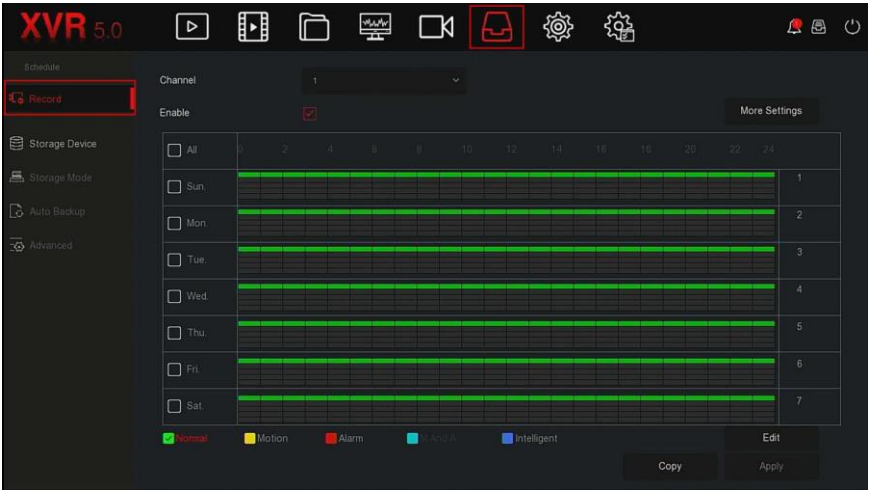 XVR 5.0
Schedule
Record
Storage Device
Storage Mode
Auto Backup
Advanced
Channel 1
Enable
More Settings
All 0 2 4 6 8 10 12 14 16 18 20 22 24
Sun. 1
Mon. 2
Tue. 3
Wed. 4
Thu. 5
Fri. 6
Sat. 7
Normal Motion Alarm M And A Intelligent
Edit
Copy Apply